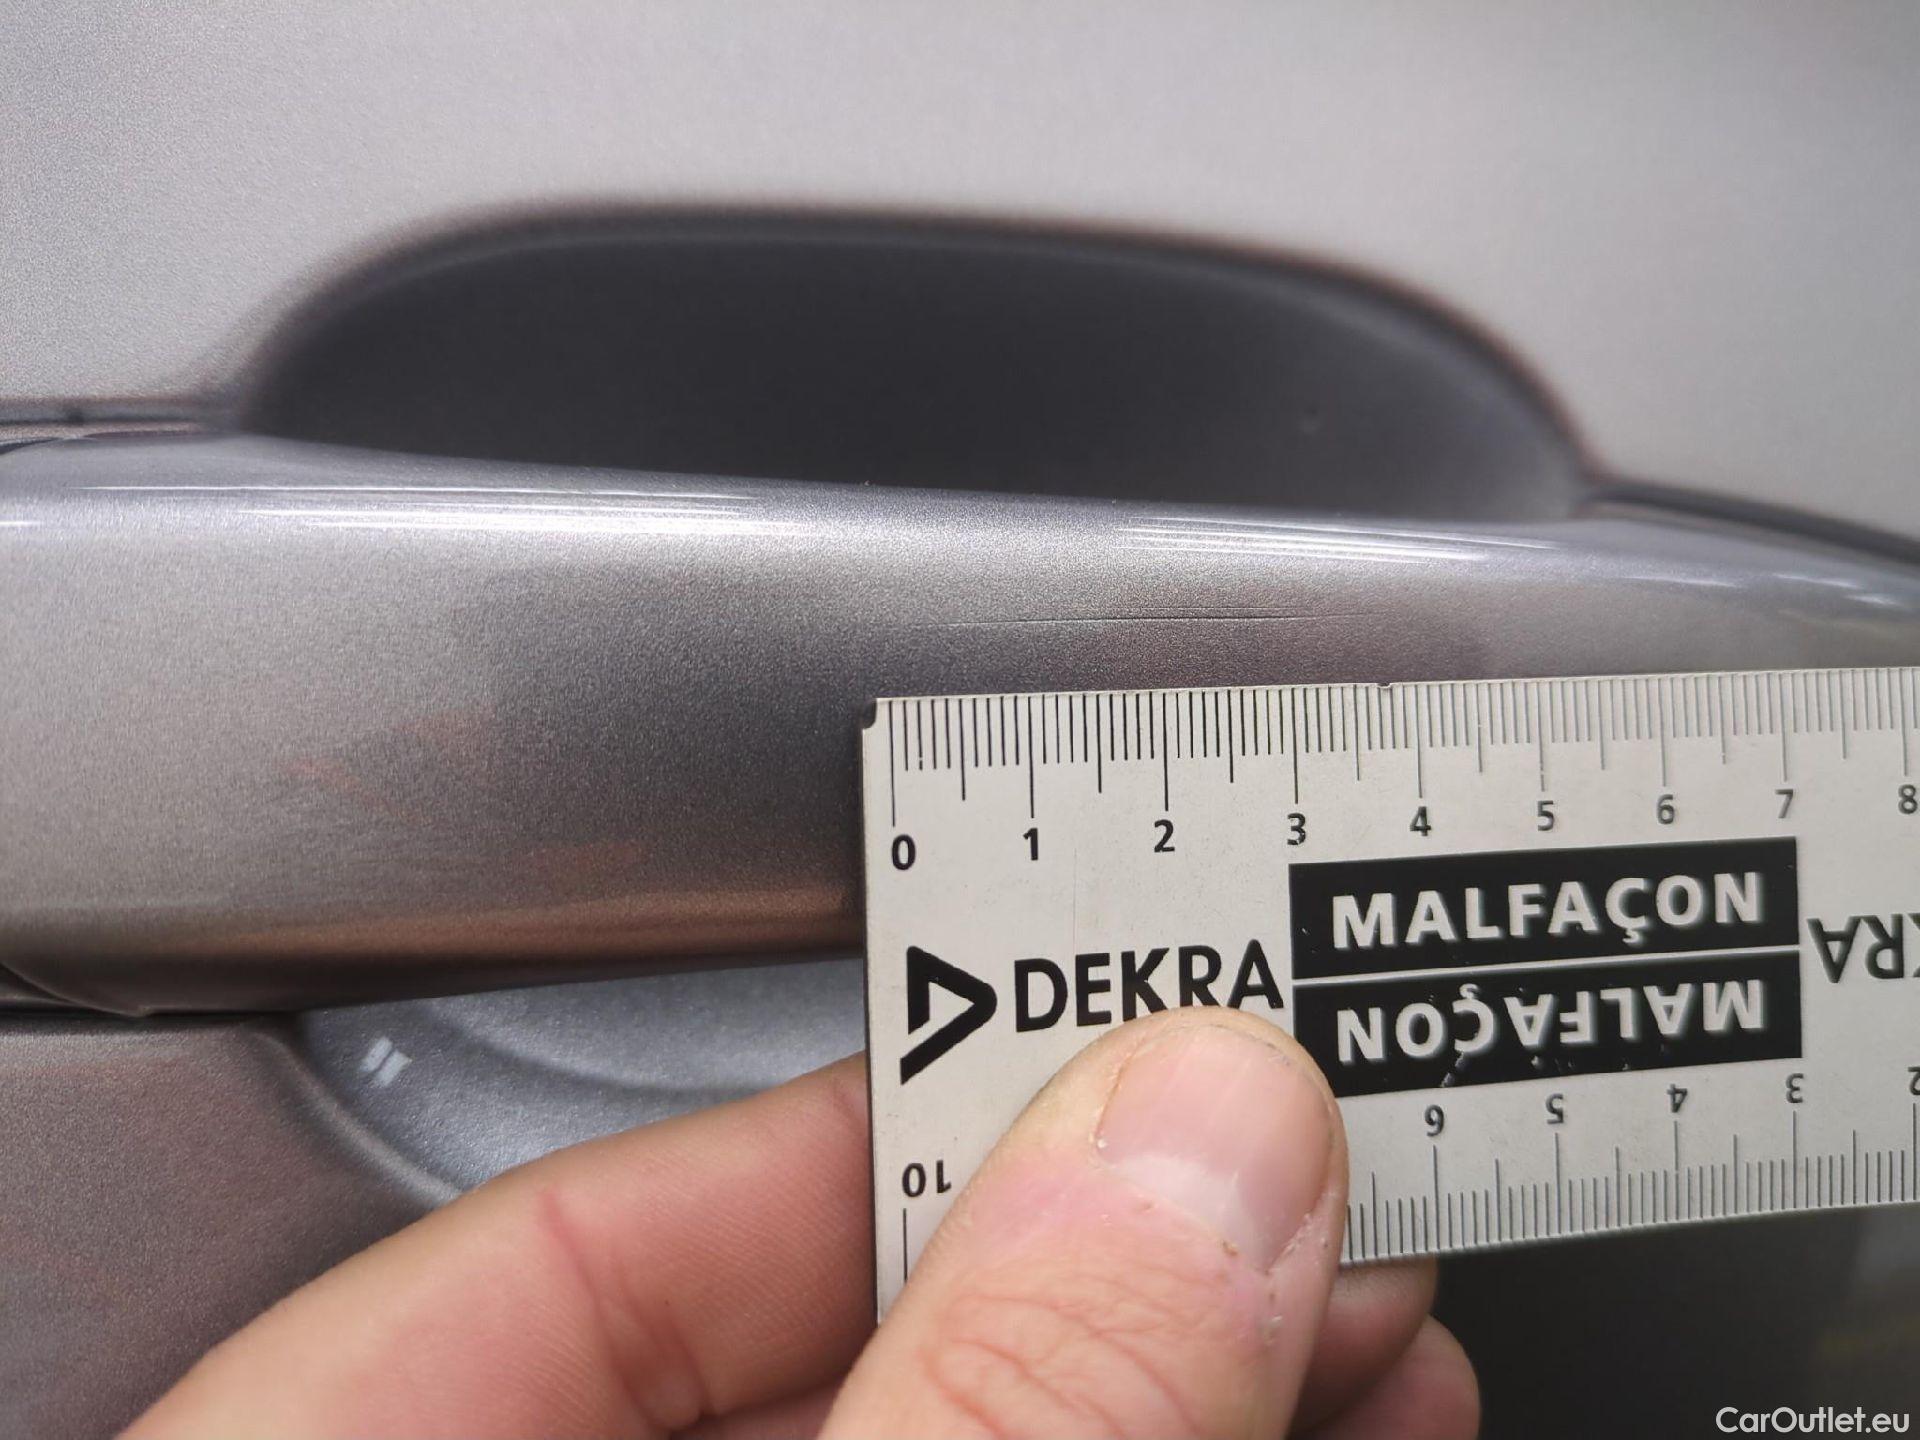 0 1 2 3 4 5 6 7 8
MALFAÇON
DEKRA
MALFAÇON
6 5 4 3 2
10
CarOutlet.eu